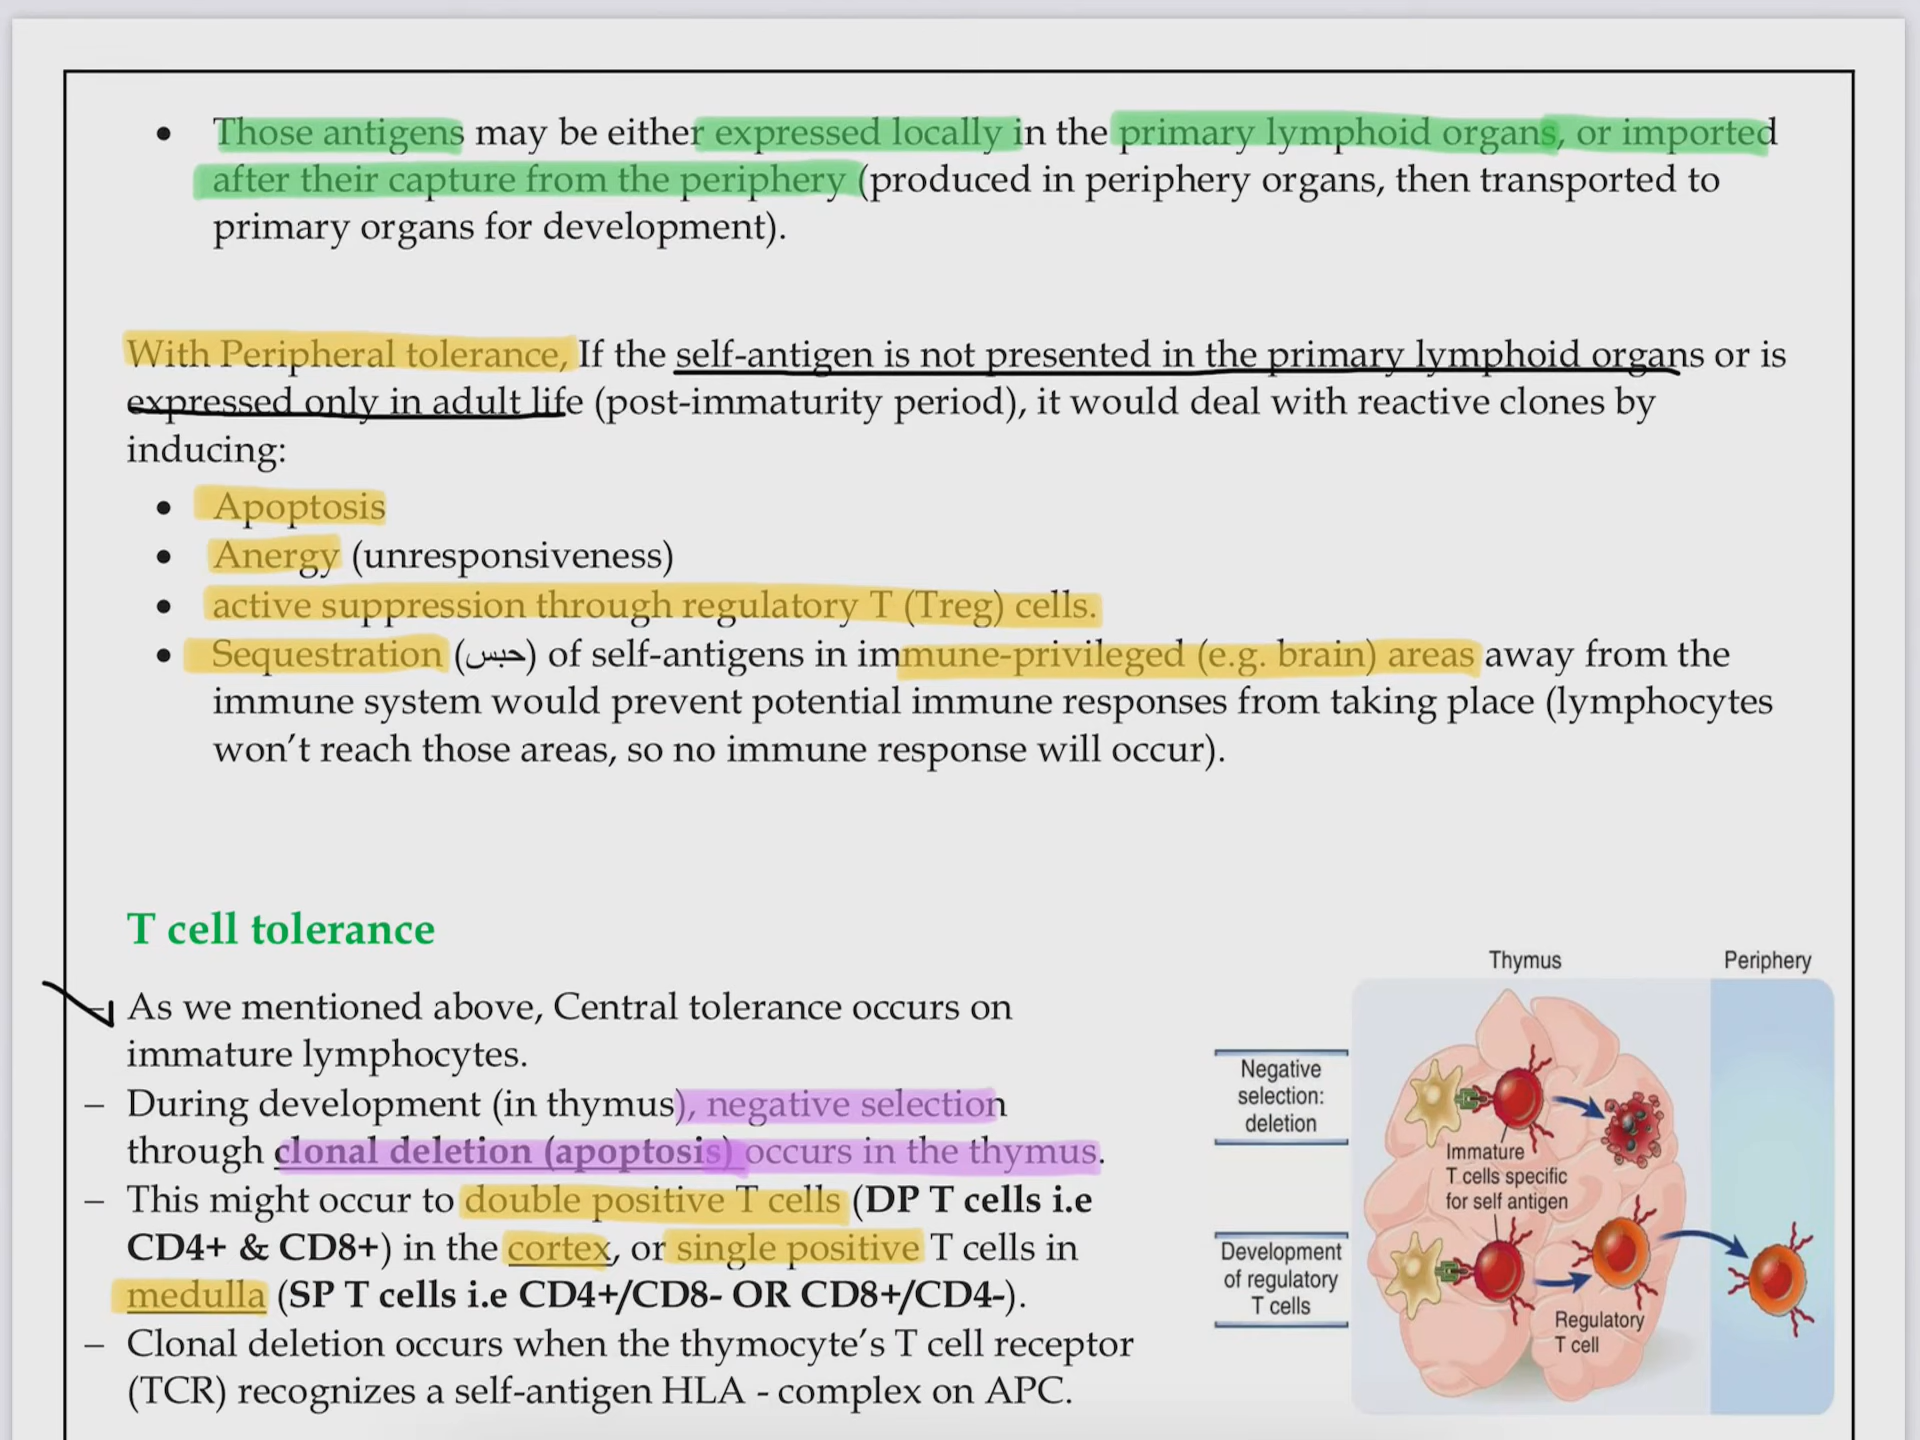 • Those antigens may be either expressed locally in the primary lymphoid organs, or imported
after their capture from the periphery (produced in periphery organs, then transported to
primary organs for development).
With Peripheral tolerance, If the self-antigen is not presented in the primary lymphoid organs or is
expressed only in adult life (post-immaturity period), it would deal with reactive clones by
inducing:
• Apoptosis
• Anergy (unresponsiveness)
• active suppression through regulatory T (Treg) cells.
• Sequestration (حبس) of self-antigens in immune-privileged (e.g. brain) areas away from the
immune system would prevent potential immune responses from taking place (lymphocytes
won't reach those areas, so no immune response will occur).
T cell tolerance
– As we mentioned above, Central tolerance occurs on
immature lymphocytes.
– During development (in thymus), negative selection
through clonal deletion (apoptosis) occurs in the thymus.
– This might occur to double positive T cells (DP T cells i.e
CD4+ & CD8+) in the cortex, or single positive T cells in
medulla (SP T cells i.e CD4+/CD8- OR CD8+/CD4-).
– Clonal deletion occurs when the thymocyte's T cell receptor
(TCR) recognizes a self-antigen HLA - complex on APC.
Thymus
Periphery
Negative
selection:
deletion
Immature
T cells specific
for self antigen
Development
of regulatory
T cells
Regulatory
T cell